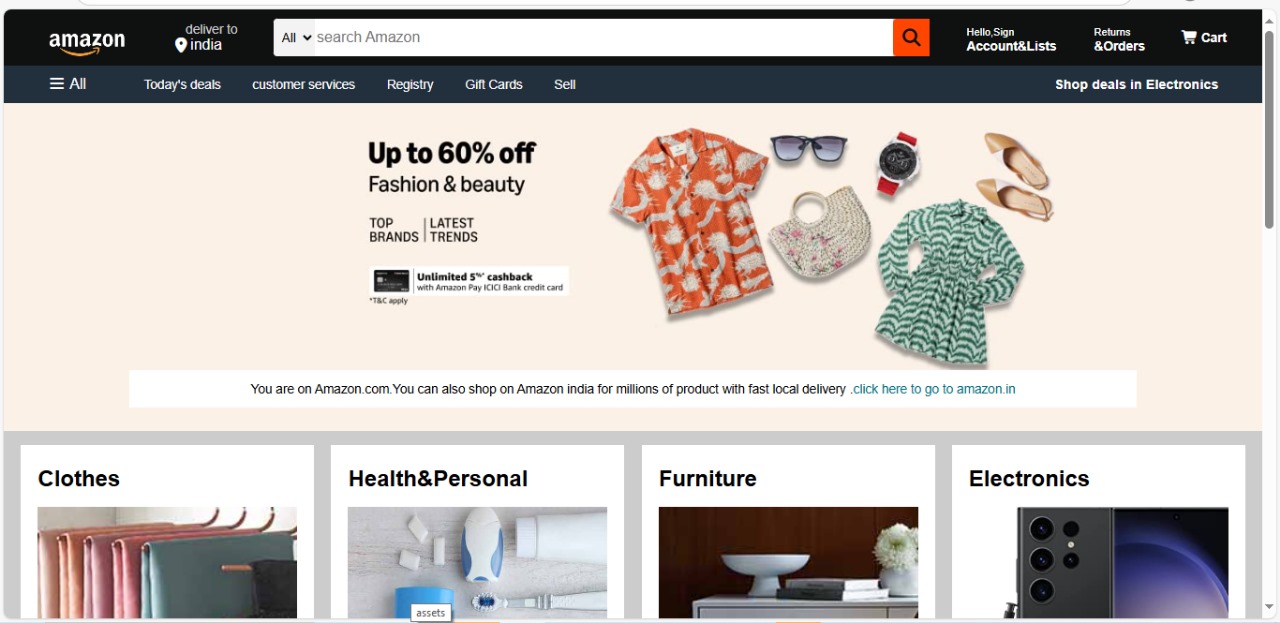 amazon
deliver to
india
All
search Amazon
Hello,Sign
Account&Lists
Returns
&Orders
Cart
All
Today's deals
customer services
Registry
Gift Cards
Sell
Shop deals in Electronics
Up to 60% off
Fashion & beauty
TOP
BRANDS
LATEST
TRENDS
Unlimited 5%* cashback
with Amazon Pay ICICI Bank credit card
*T&C apply
You are on Amazon.com.You can also shop on Amazon india for millions of product with fast local delivery .click here to go to amazon.in
Clothes
Health&Personal
Furniture
Electronics
assets